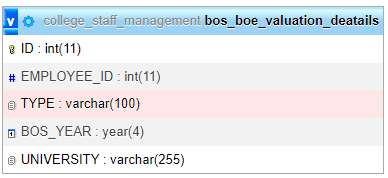 v college_staff_management bos_boe_valuation_deatails
ID : int(11)
# EMPLOYEE_ID : int(11)
TYPE : varchar(100)
BOS_YEAR : year(4)
UNIVERSITY : varchar(255)